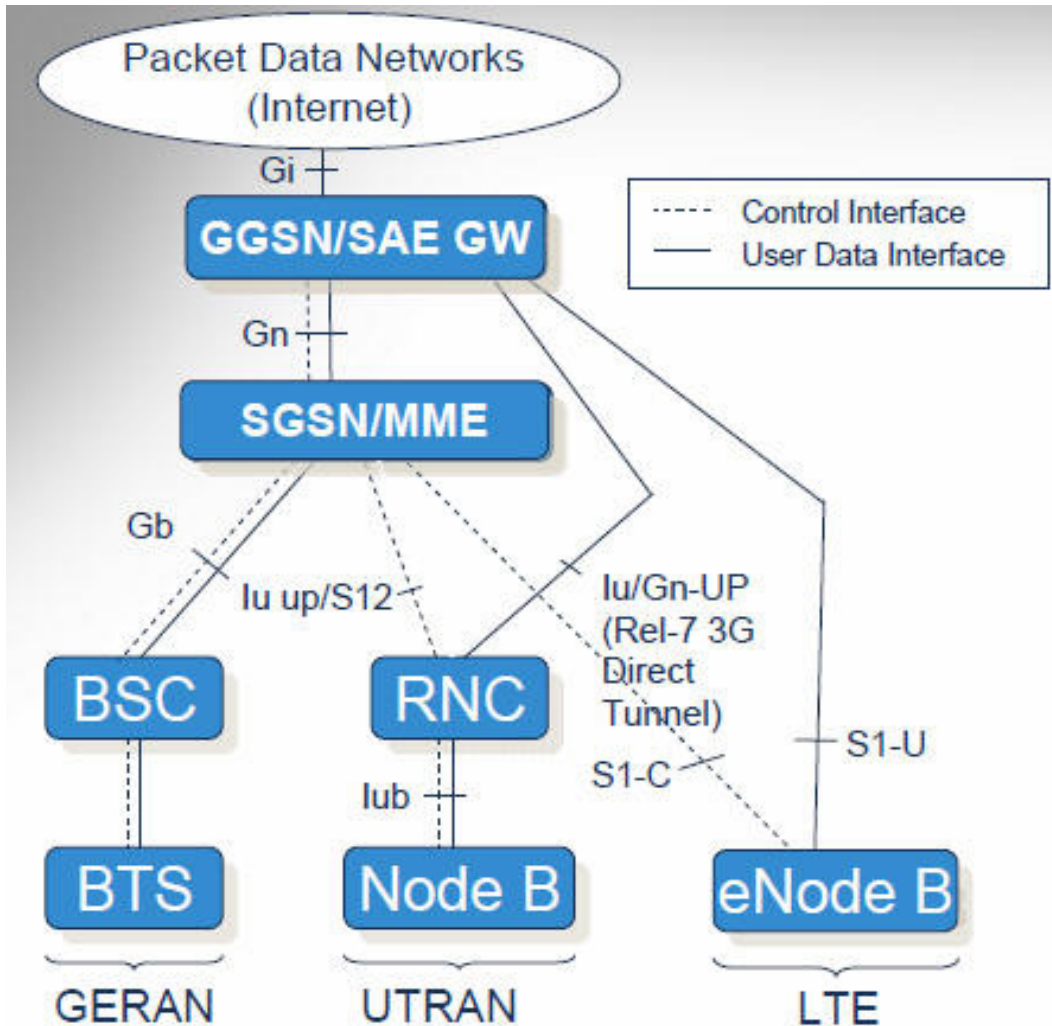 Packet Data Networks
(Internet)
Gi
GGSN/SAE GW
Control Interface
User Data Interface
Gn
SGSN/MME
Gb
Iu up/S12
Iu/Gn-UP
(Rel-7 3G
Direct
Tunnel)
BSC
RNC
S1-U
S1-C
Iub
BTS
Node B
eNode B
GERAN
UTRAN
LTE